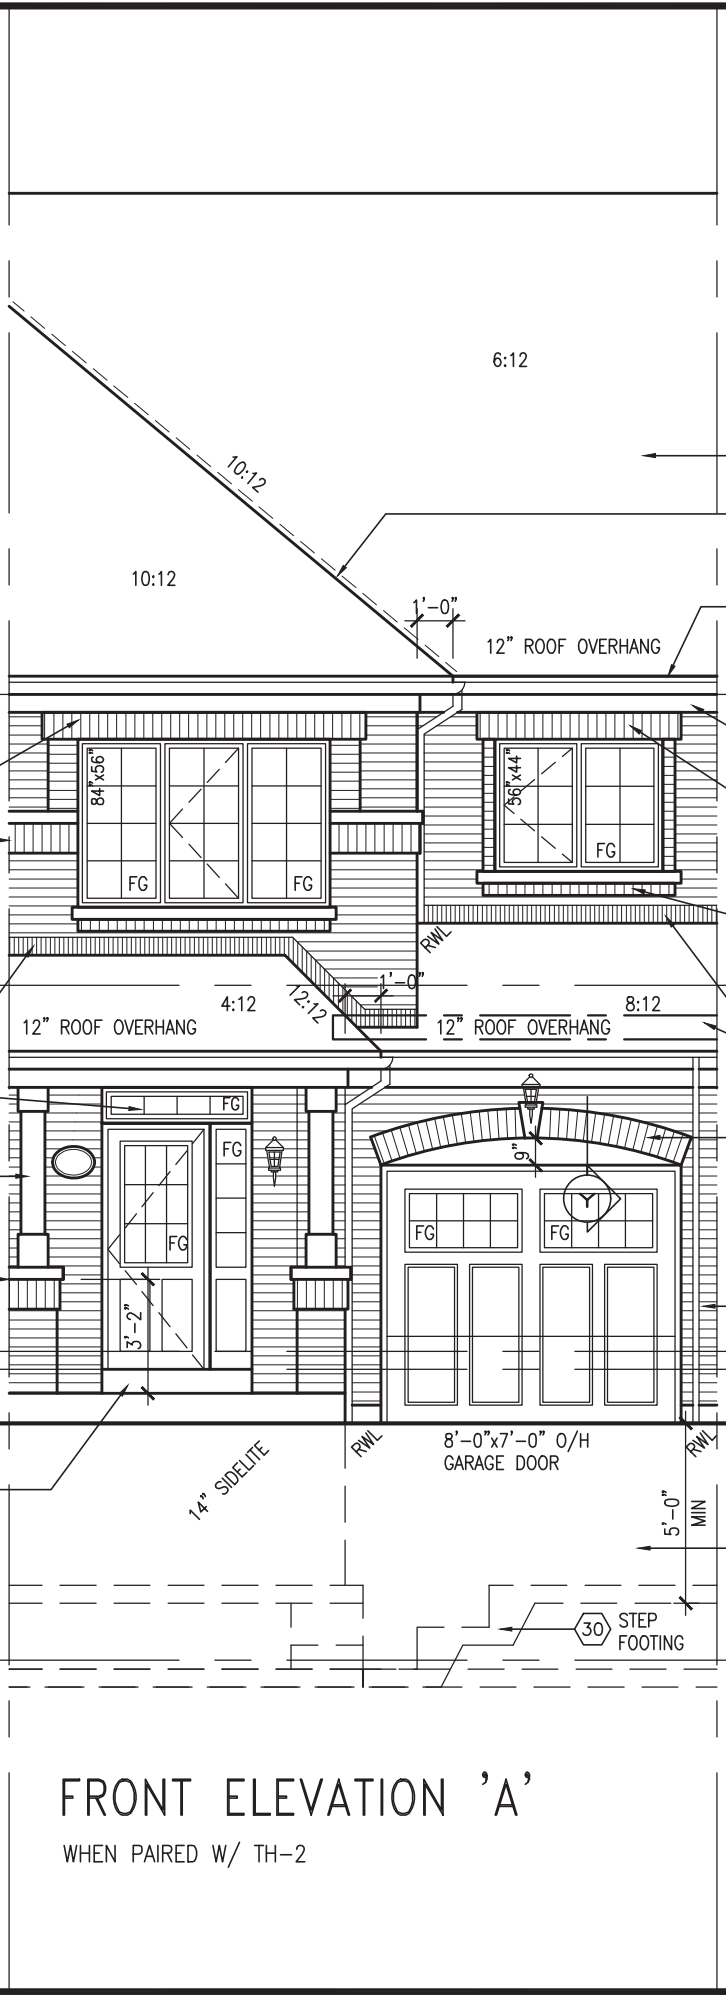 6:12
10:12
10:12
1'-0"
12" ROOF OVERHANG
84"x56"
56"x44"
FG
FG
FG
RWL
1'-0"
4:12
12:12
8:12
12" ROOF OVERHANG
12" ROOF OVERHANG
FG
FG
9"
FG
FG
FG
3'-2"
RWL
8'-0"x7'-0" O/H
GARAGE DOOR
RWL
14" SIDELITE
5'-0"
MIN
30
STEP
FOOTING
FRONT ELEVATION 'A'
WHEN PAIRED W/ TH-2